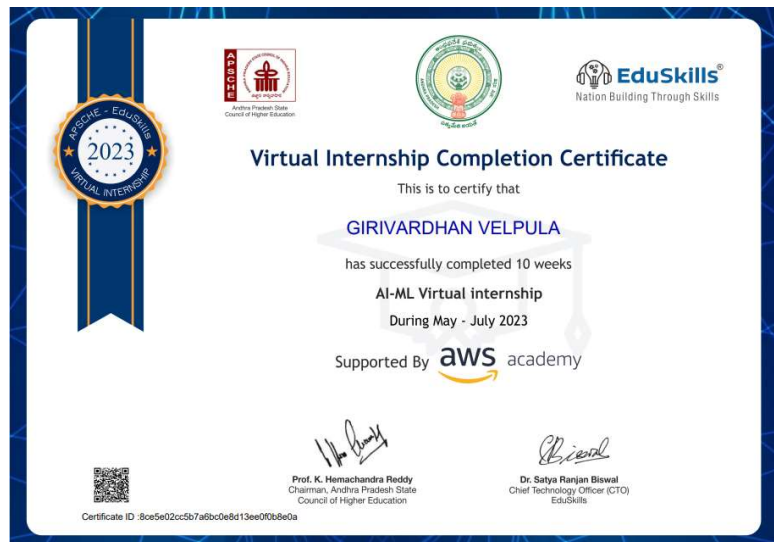 APSCHE
Andhra Pradesh State
Council of Higher Education
EduSkills®
Nation Building Through Skills
APSCHE - EduSkills
2023
VIRTUAL INTERNSHIP
Virtual Internship Completion Certificate
This is to certify that
GIRIVARDHAN VELPULA
has successfully completed 10 weeks
AI-ML Virtual internship
During May - July 2023
Supported By aws academy
Prof. K. Hemachandra Reddy
Chairman, Andhra Pradesh State
Council of Higher Education
Dr. Satya Ranjan Biswal
Chief Technology Officer (CTO)
EduSkills
Certificate ID :8ce5e02cc5b7a6bc0e8d13ee0f0b8e0a